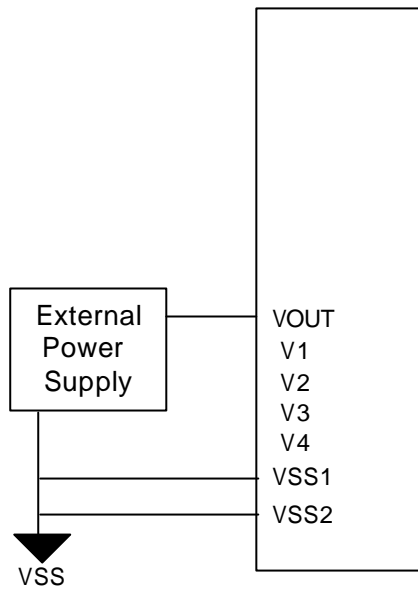 External
Power
Supply
VOUT
V1
V2
V3
V4
VSS1
VSS2
VSS